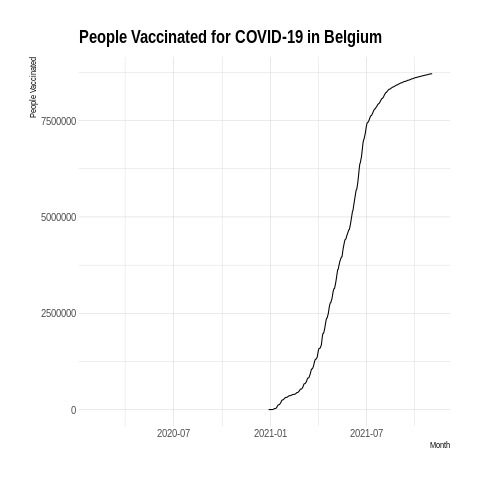 People Vaccinated for COVID-19 in Belgium
People Vaccinated
7500000
5000000
2500000
0
2020-07
2021-01
2021-07
Month